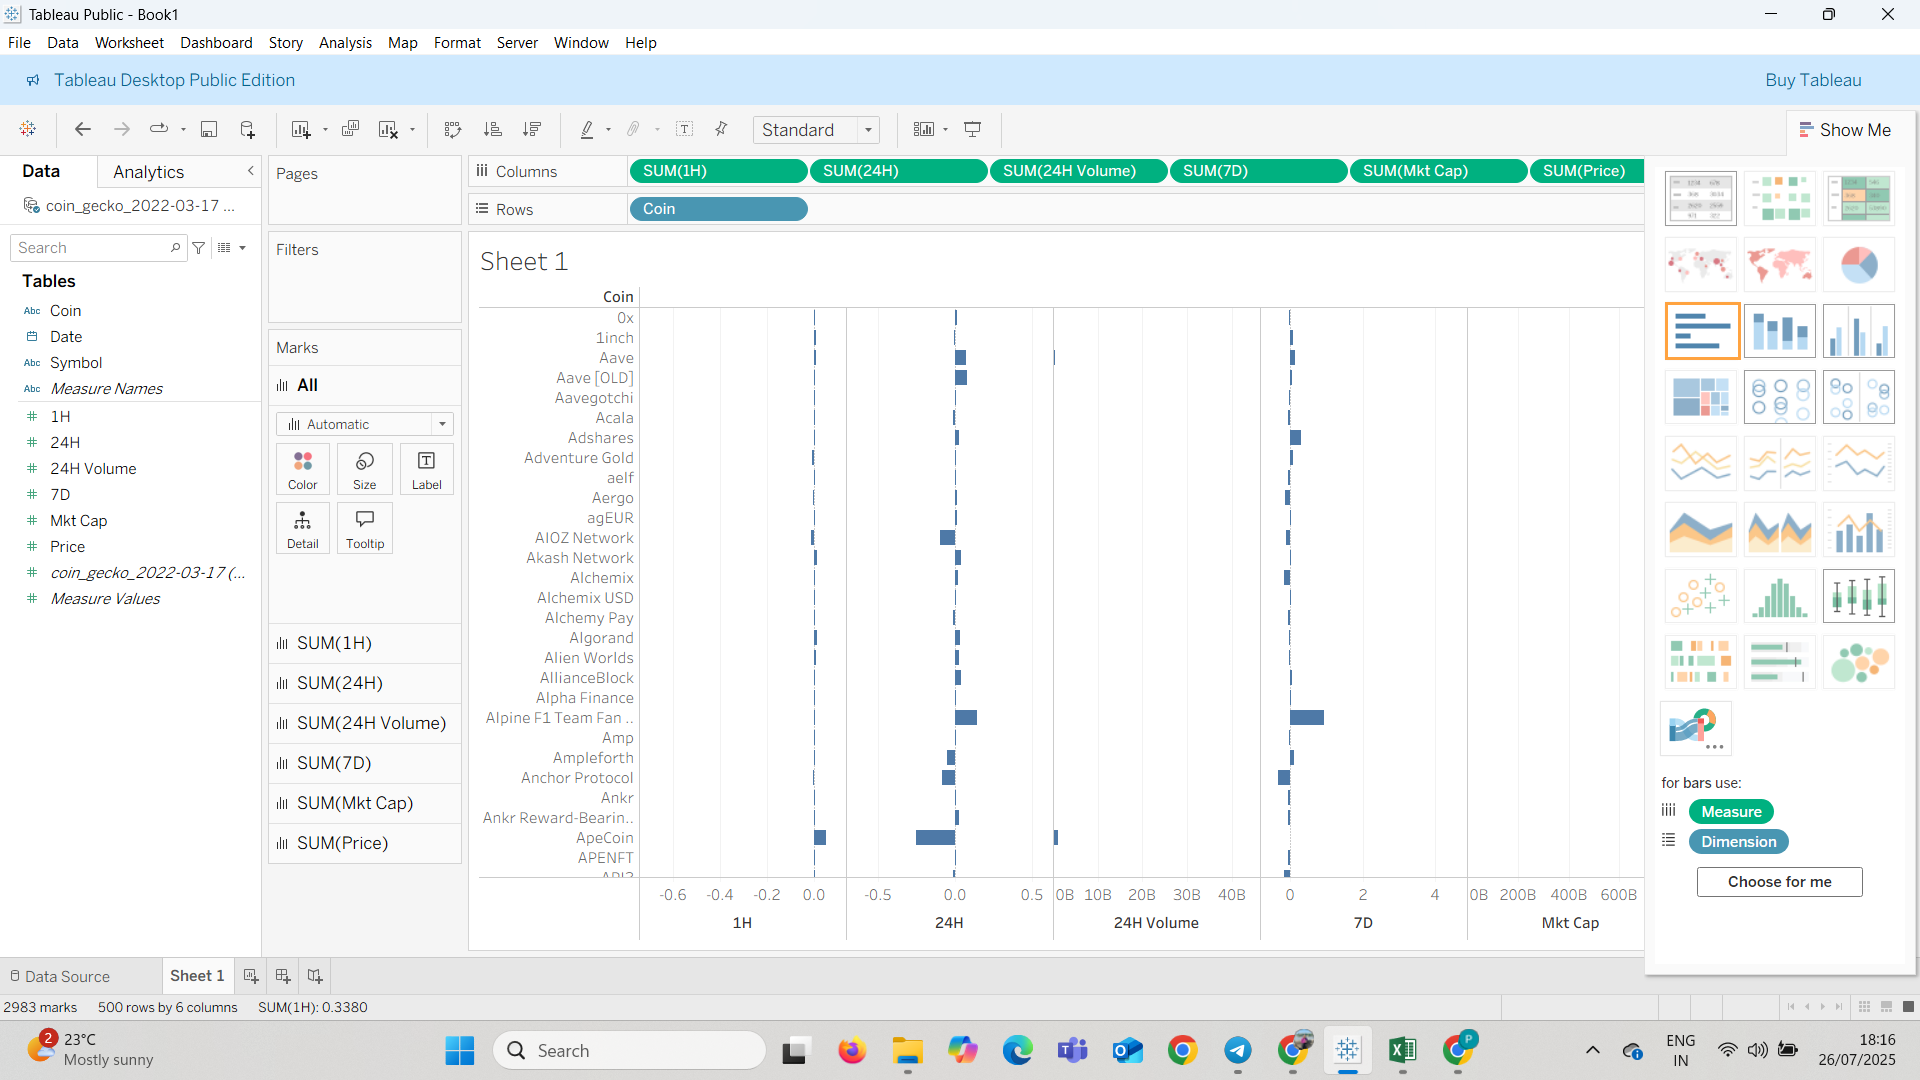 Tableau Public - Book1
File Data Worksheet Dashboard Story Analysis Map Format Server Window Help
Tableau Desktop Public Edition
Buy Tableau
Standard
Show Me
Data
Analytics
coin_gecko_2022-03-17 ...
Search
Tables
Abc Coin
Date
Abc Symbol
Abc Measure Names
1H
24H
24H Volume
7D
Mkt Cap
Price
coin_gecko_2022-03-17 (...
Measure Values
Pages
Filters
Marks
All
Automatic
Color
Size
Label
Detail
Tooltip
SUM(1H)
SUM(24H)
SUM(24H Volume)
SUM(7D)
SUM(Mkt Cap)
SUM(Price)
Columns
SUM(1H) SUM(24H) SUM(24H Volume) SUM(7D) SUM(Mkt Cap) SUM(Price)
Rows
Coin
Sheet 1
Coin
0x
1inch
Aave
Aave [OLD]
Aavegotchi
Acala
Adshares
Adventure Gold
aelf
Aergo
agEUR
AIOZ Network
Akash Network
Alchemix
Alchemix USD
Alchemy Pay
Algorand
Alien Worlds
AllianceBlock
Alpha Finance
Alpine F1 Team Fan ..
Amp
Ampleforth
Anchor Protocol
Ankr
Ankr Reward-Bearin..
ApeCoin
APENFT
API3
-0.6 -0.4 -0.2 0.0 -0.5 0.0 0.5 0B 10B 20B 30B 40B 0 2 4 0B 200B 400B 600B
1H 24H 24H Volume 7D Mkt Cap
for bars use:
Measure
Dimension
Choose for me
Data Source
Sheet 1
2983 marks 500 rows by 6 columns SUM(1H): 0.3380
2
23°C
Mostly sunny
Search
P
ENG
IN
18:16
26/07/2025